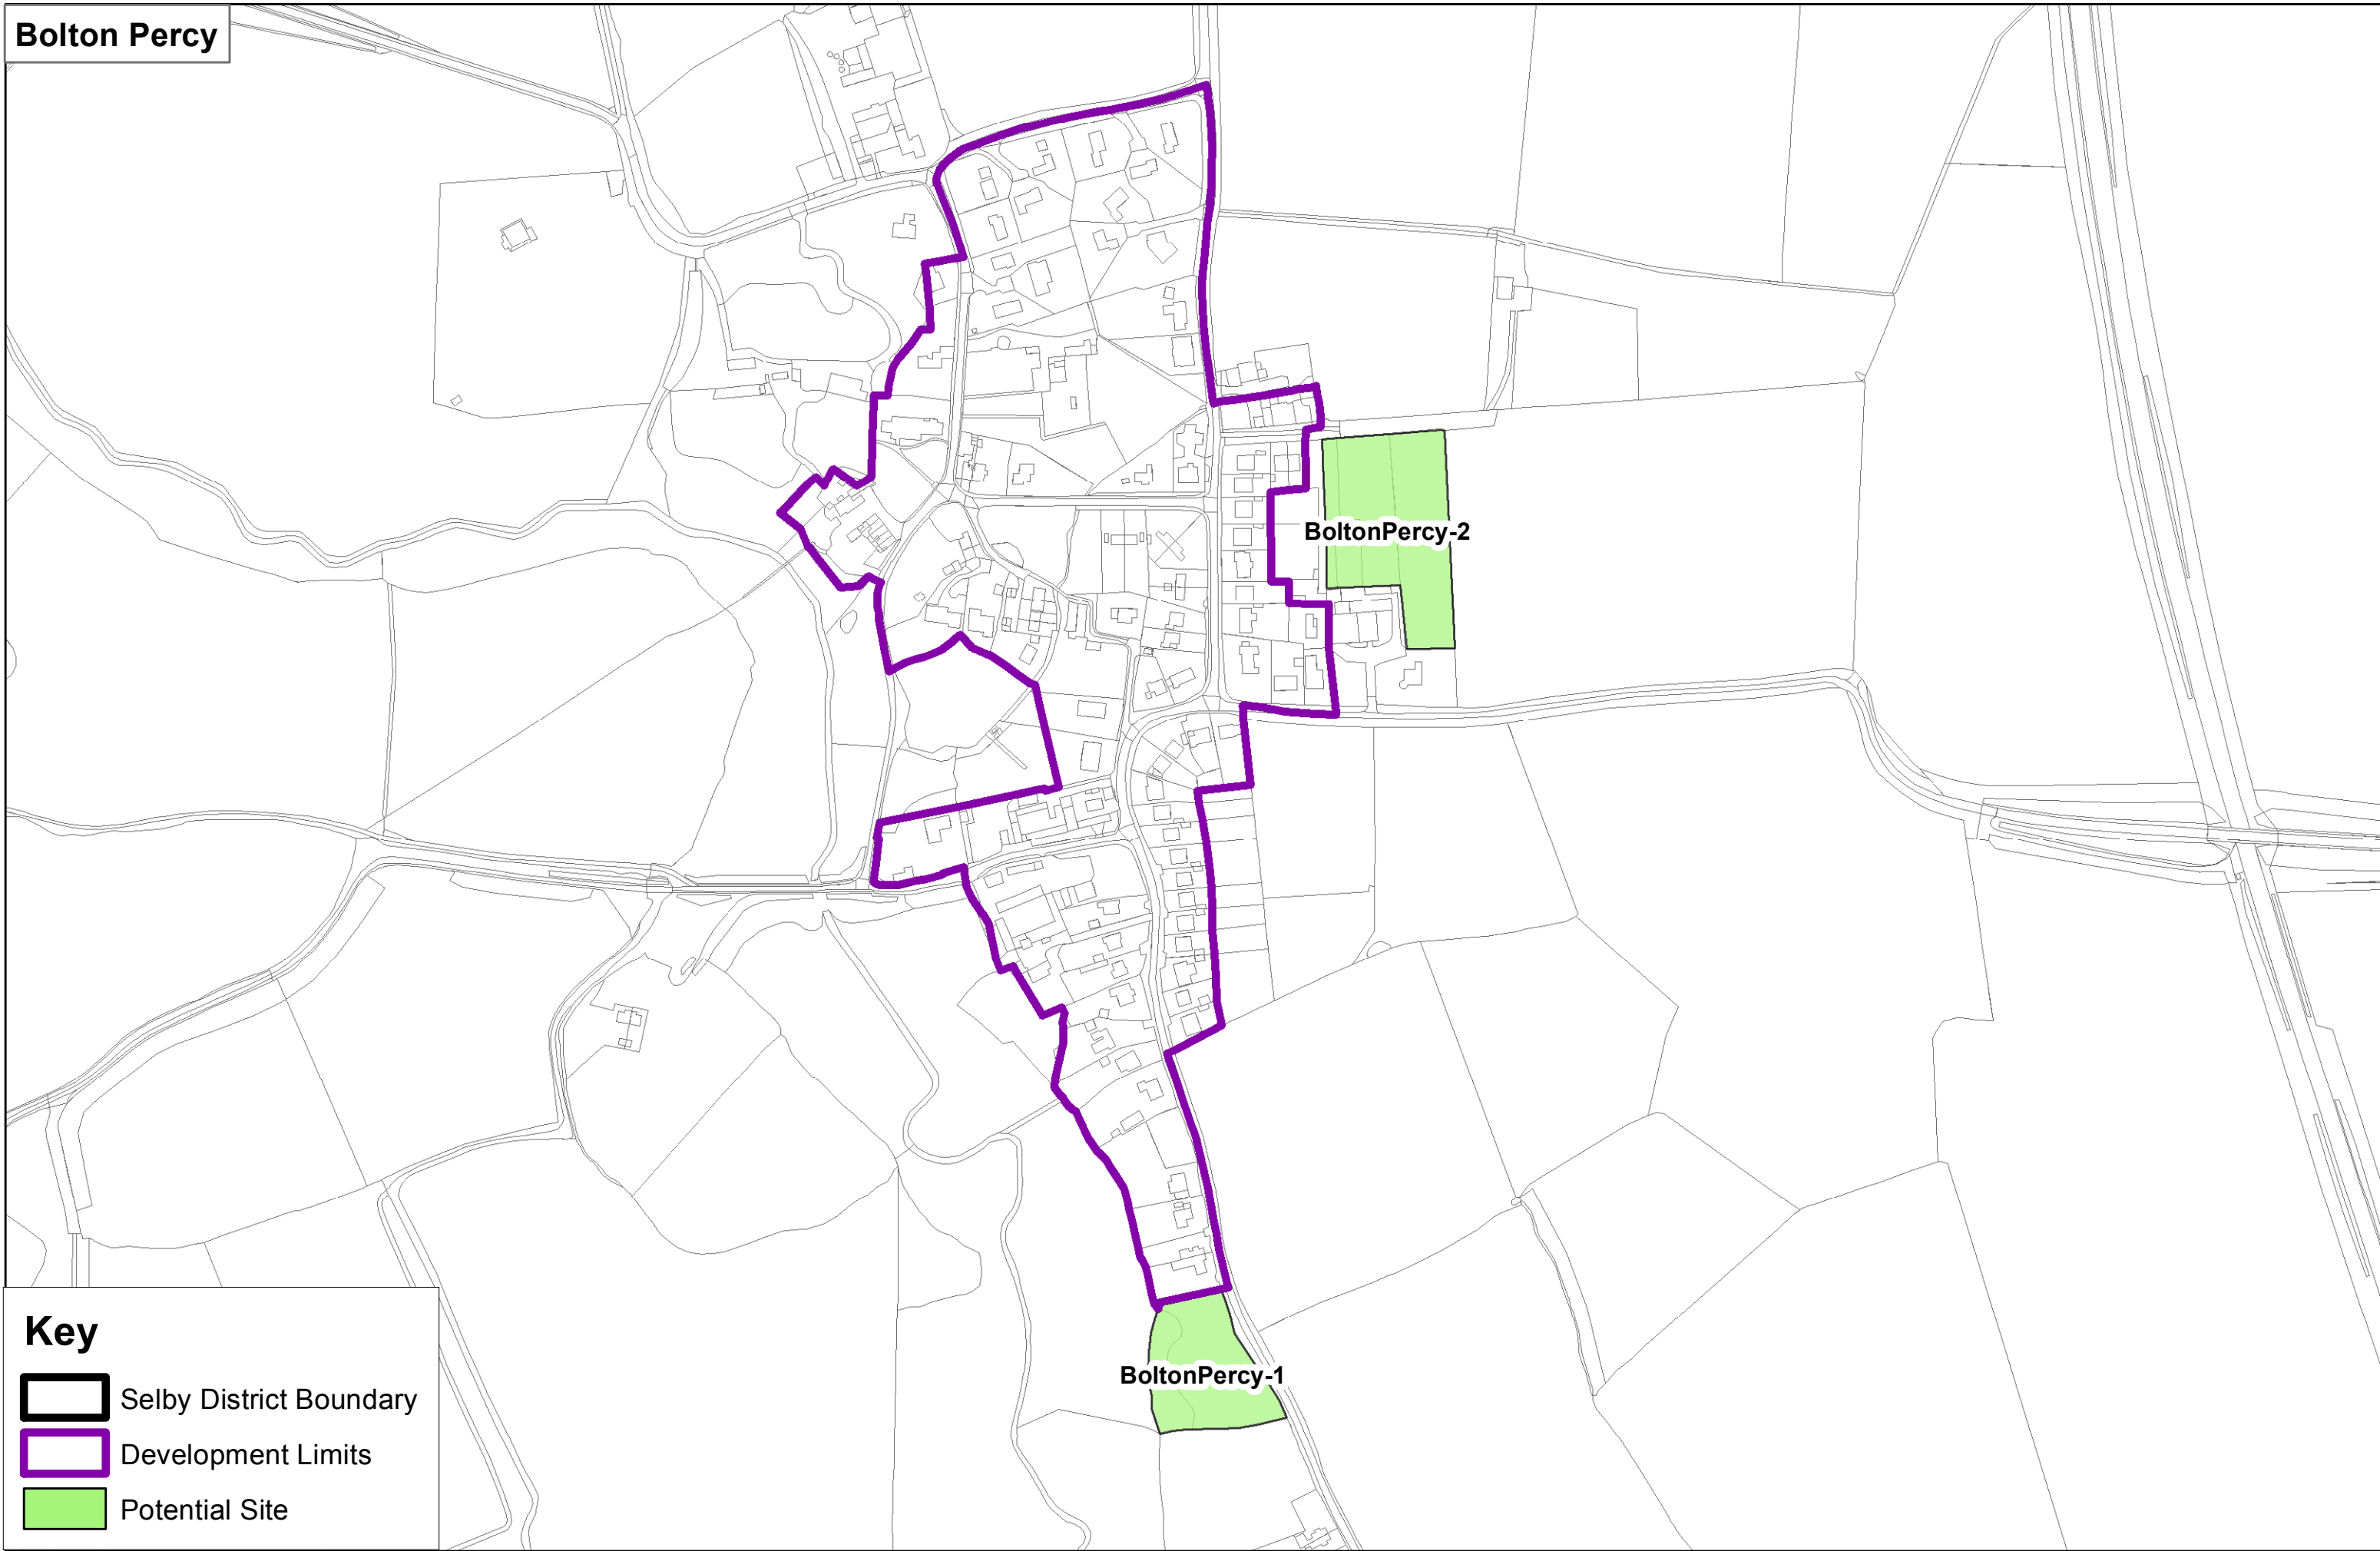 Bolton Percy
BoltonPercy-2
BoltonPercy-1
Key
Selby District Boundary
Development Limits
Potential Site